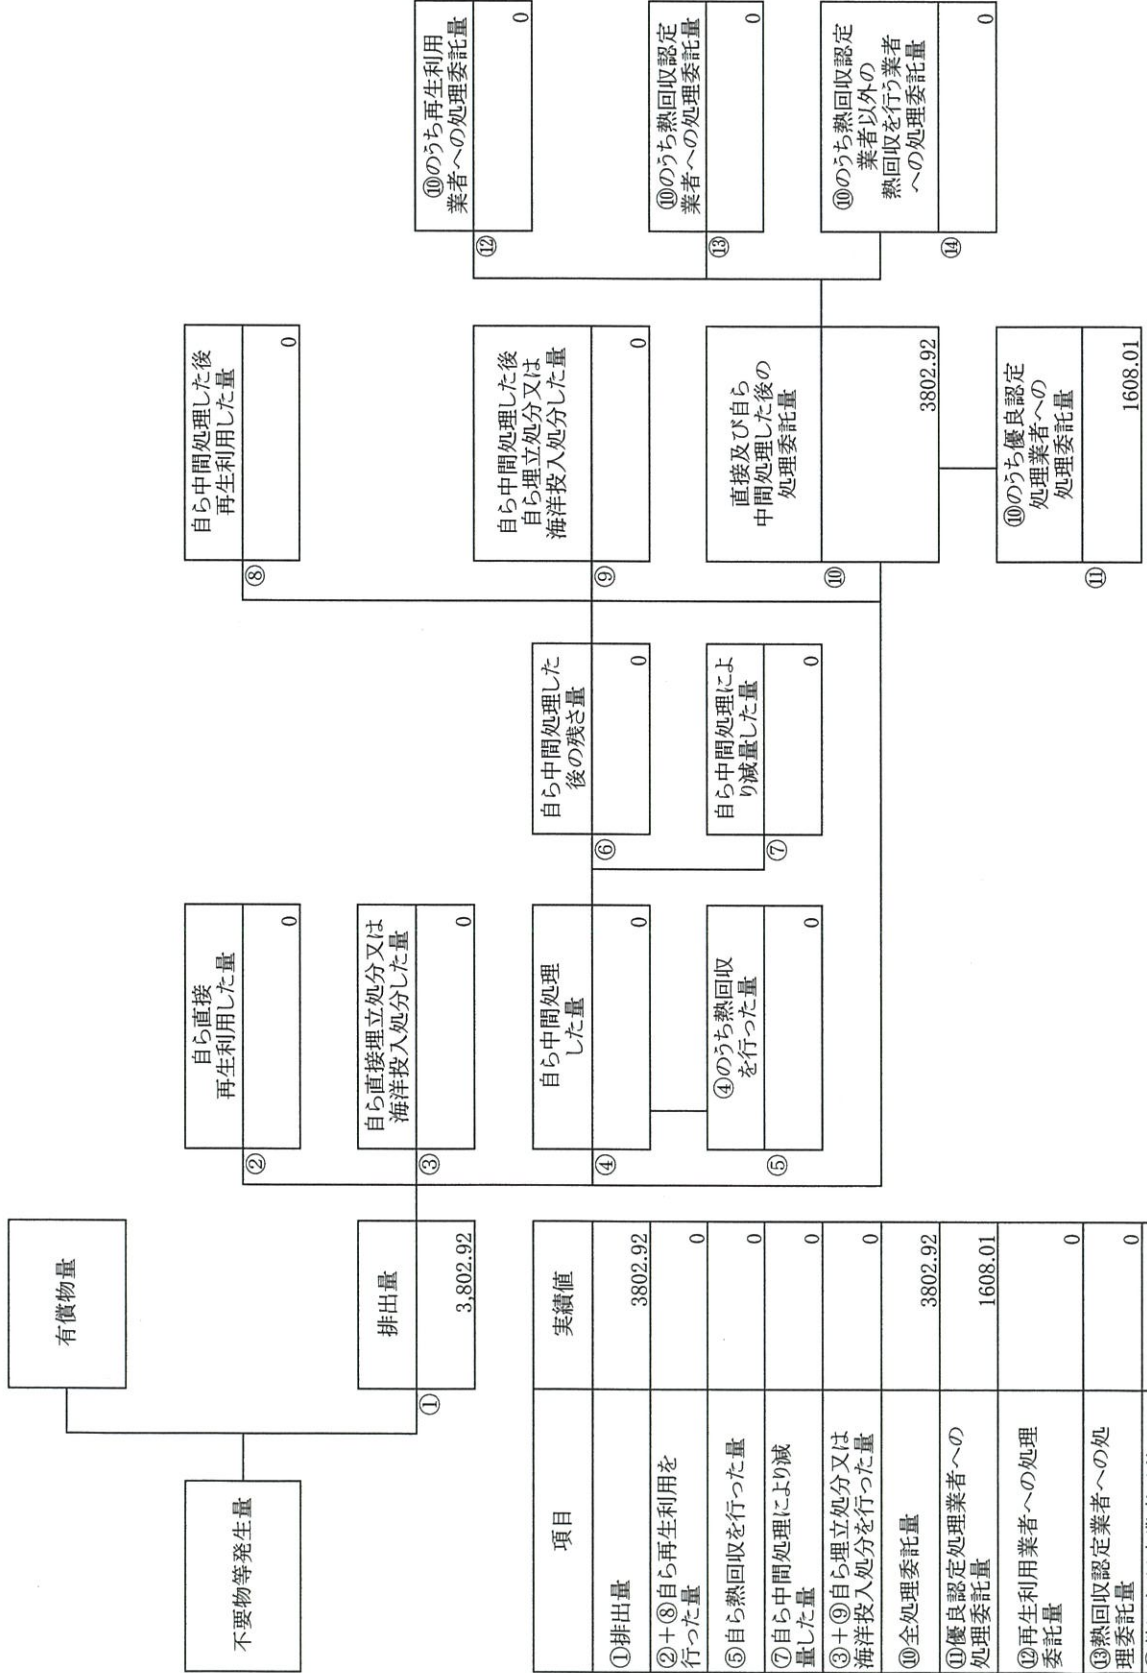 不要物等発生量
有償物量
排出量
①
3,802.92
自ら直接
再生利用した量
②
0
自ら直接埋立処分又は
海洋投入処分した量
③
0
自ら中間処理
した量
④
0
④のうち熱回収
を行った量
⑤
0
自ら中間処理した
後の残さ量
⑥
0
自ら中間処理によ
り減量した量
⑦
0
自ら中間処理した後
再生利用した量
⑧
0
自ら中間処理した後
自ら埋立処分又は
海洋投入処分した量
⑨
0
直接及び自ら
中間処理した後の
処理委託量
⑩
3802.92
⑩のうち優良認定
処理業者への
処理委託量
⑪
1608.01
⑩のうち再生利用
業者への処理委託量
⑫
0
⑩のうち熱回収認定
業者への処理委託量
⑬
0
⑩のうち熱回収認定
業者以外の
熱回収を行う業者
への処理委託量
⑭
0
項目 実績値
①排出量 3802.92
②+⑧自ら再生利用を
行った量 0
⑤自ら熱回収を行った量 0
⑦自ら中間処理により減
量した量 0
③+⑨自ら埋立処分又は
海洋投入処分を行った量 0
⑩全処理委託量 3802.92
⑪優良認定処理業者への
処理委託量 1608.01
⑫再生利用業者への処理
委託量 0
⑬熱回収認定業者への処
理委託量 0